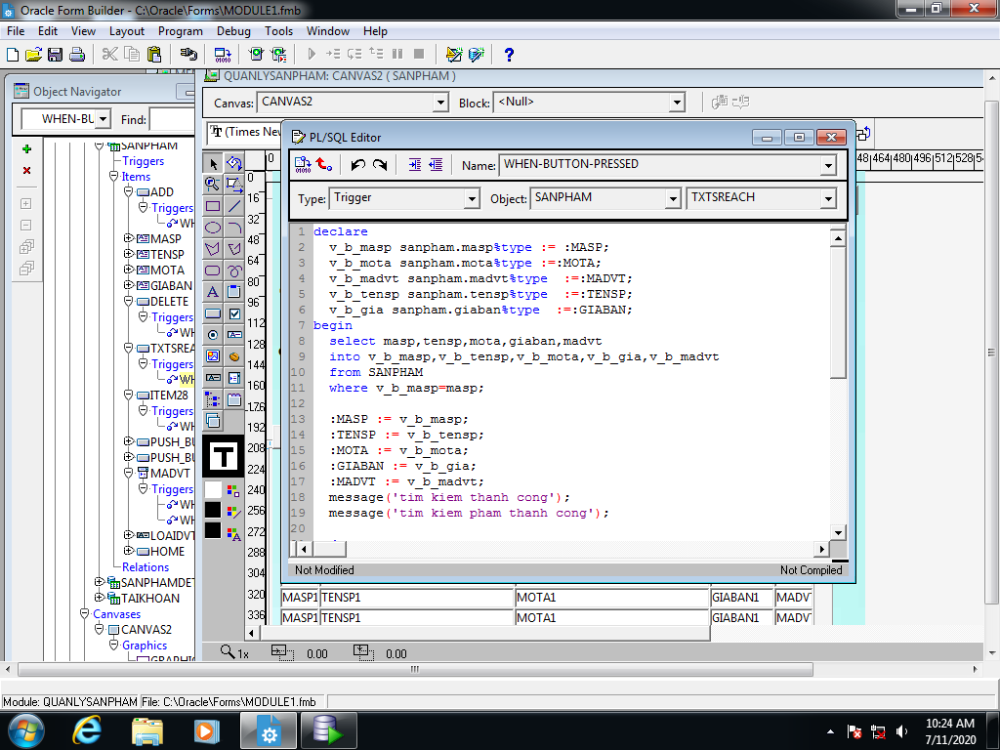 Oracle Form Builder - C:\Oracle\Forms\MODULE1.fmb
File Edit View Layout Program Debug Tools Window Help
Object Navigator
WHEN-BU
Find:
SANPHAM
Triggers
Items
ADD
Triggers
WH
MASP
TENSP
MOTA
GIABAN
DELETE
Triggers
WH
TXTSREA
Triggers
WH
ITEM28
Triggers
WH
PUSH_BU
PUSH_BU
MADVT
Triggers
WH
WH
LOAIDVT
HOME
Relations
SANPHAMDET
TAIKHOAN
Canvases
CANVAS2
Graphics
QUANLYSANPHAM: CANVAS2 ( SANPHAM )
Canvas: CANVAS2 Block: <Null>
(Times New
48 464 480 496 512 528 54
0
0
16
32
48
64
80
96
112
128
144
160
176
192
208
224
240
256
272
288
304
320
336
PL/SQL Editor
Name: WHEN-BUTTON-PRESSED
Type: Trigger Object: SANPHAM TXTSREACH
1 declare
2 v_b_masp sanpham.masp%type := :MASP;
3 v_b_mota sanpham.mota%type :=:MOTA;
4 v_b_madvt sanpham.madvt%type :=:MADVT;
5 v_b_tensp sanpham.tensp%type :=:TENSP;
6 v_b_gia sanpham.giaban%type :=:GIABAN;
7 begin
8 select masp,tensp,mota,giaban,madvt
9 into v_b_masp,v_b_tensp,v_b_mota,v_b_gia,v_b_madvt
10 from SANPHAM
11 where v_b_masp=masp;
12
13 :MASP := v_b_masp;
14 :TENSP := v_b_tensp;
15 :MOTA := v_b_mota;
16 :GIABAN := v_b_gia;
17 :MADVT := v_b_madvt;
18 message('tim kiem thanh cong');
19 message('tim kiem pham thanh cong');
20
Not Modified Not Compiled
MASP1 TENSP1 MOTA1 GIABAN1 MADV
MASP1 TENSP1 MOTA1 GIABAN1 MADV
1x 0.00 0.00
Module: QUANLYSANPHAM File: C:\Oracle\Forms\MODULE1.fmb
10:24 AM
7/11/2020